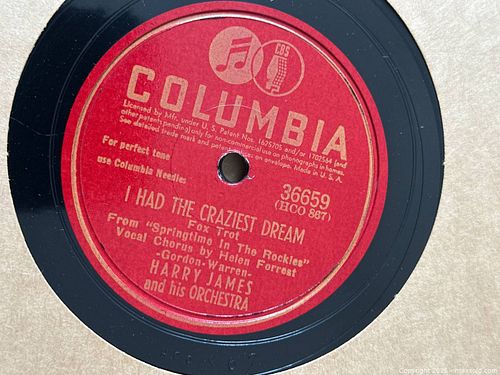 CBS
COLUMBIA
Licensed by Mfr. under U. S. Patent Nos. 1625705 and/or 1702564 (and
other patents pending) only for non-commercial use on phonographs in homes.
See detailed trade mark and patent notices on envelope. Made in U. S. A.
For perfect tone
use Columbia Needles
36659
(HCO 867)
I HAD THE CRAZIEST DREAM
Fox Trot
From "Springtime In The Rockies"
Vocal Chorus by Helen Forrest
-Gordon-Warren-
HARRY JAMES
and his ORCHESTRA